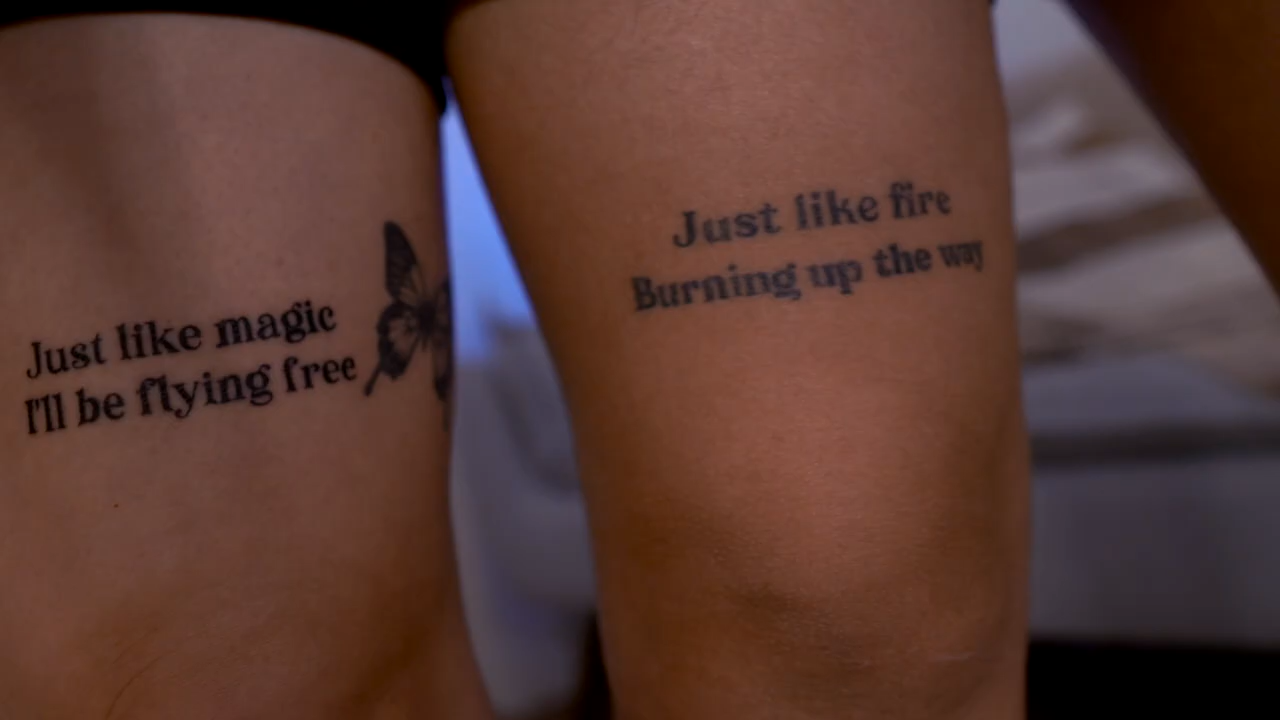 Just like magic
I'll be flying free
Just like fire
Burning up the way